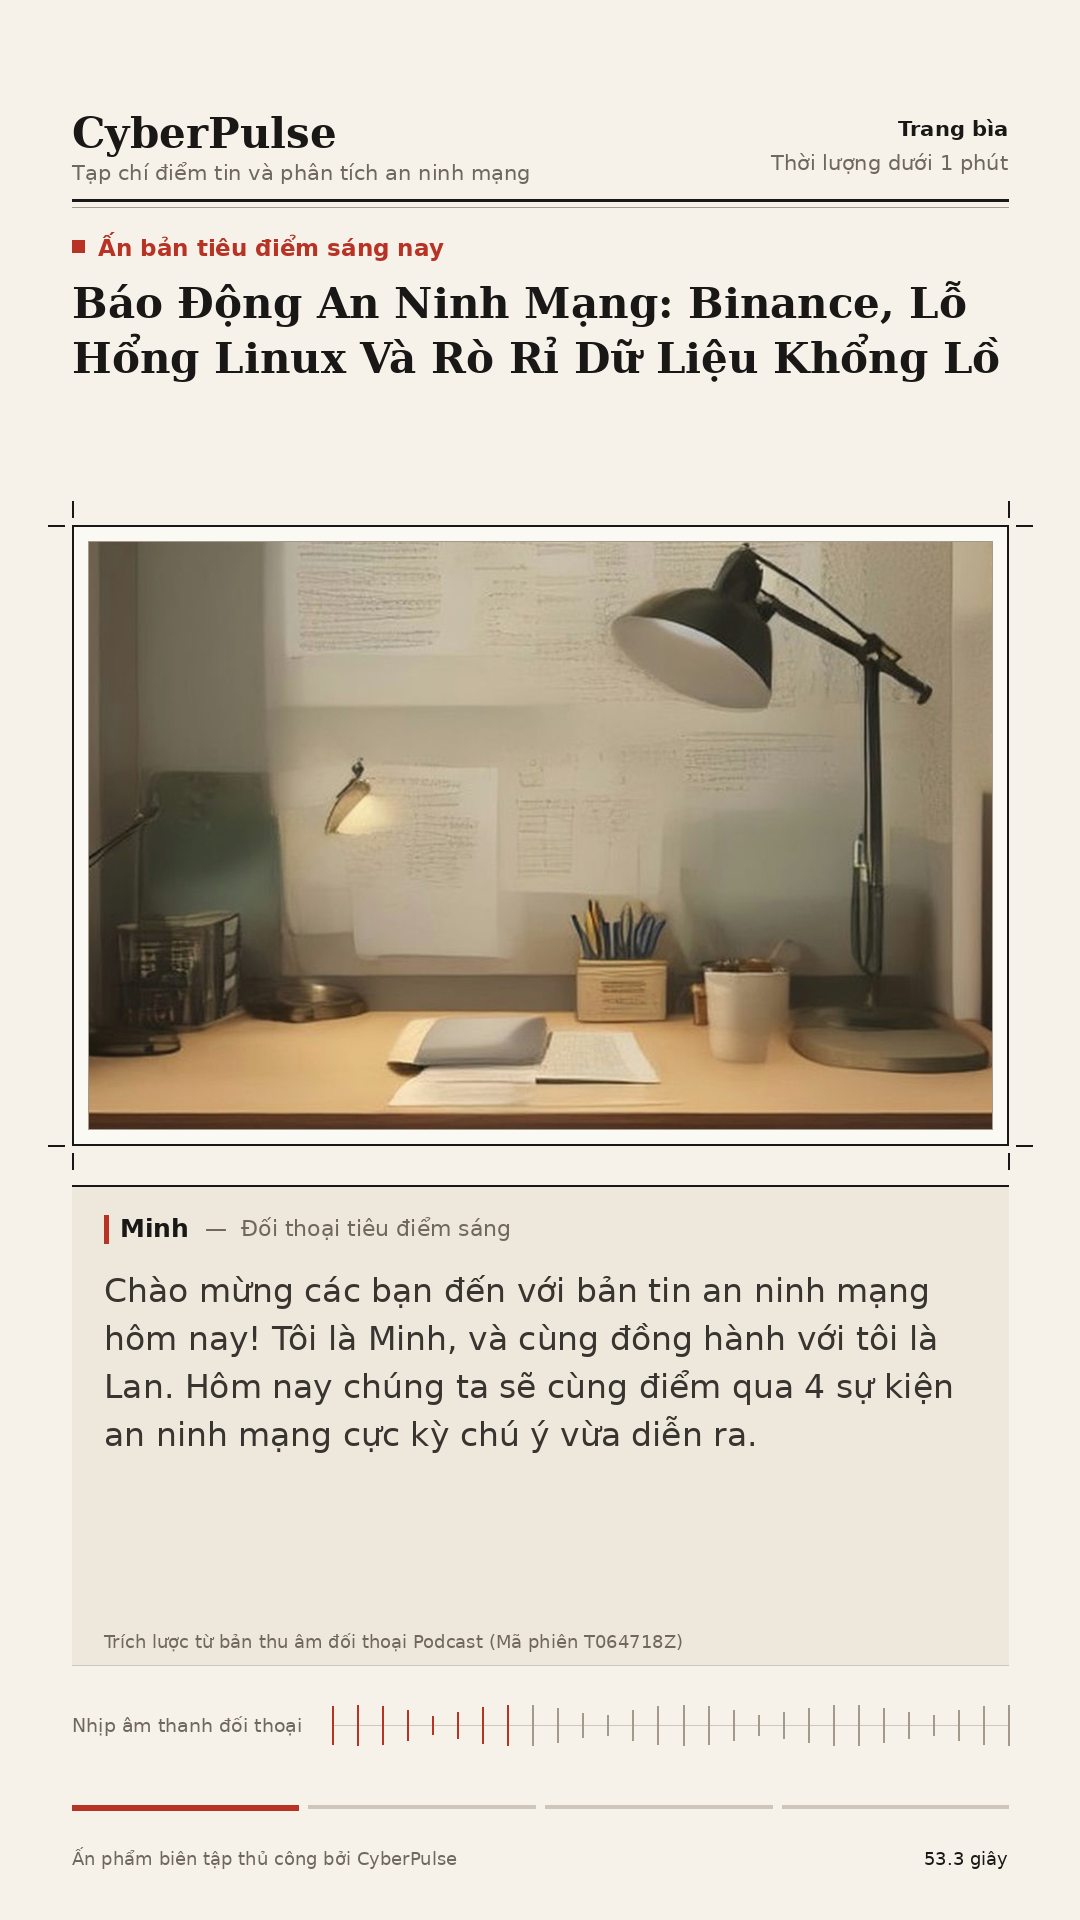 CyberPulse
Tạp chí điểm tin và phân tích an ninh mạng
Trang bìa
Thời lượng dưới 1 phút
Ấn bản tiêu điểm sáng nay
Báo Động An Ninh Mạng: Binance, Lỗ
Hổng Linux Và Rò Rỉ Dữ Liệu Khổng Lồ
Minh — Đối thoại tiêu điểm sáng
Chào mừng các bạn đến với bản tin an ninh mạng
hôm nay! Tôi là Minh, và cùng đồng hành với tôi là
Lan. Hôm nay chúng ta sẽ cùng điểm qua 4 sự kiện
an ninh mạng cực kỳ chú ý vừa diễn ra.
Trích lược từ bản thu âm đối thoại Podcast (Mã phiên T064718Z)
Nhịp âm thanh đối thoại
Ấn phẩm biên tập thủ công bởi CyberPulse
53.3 giây